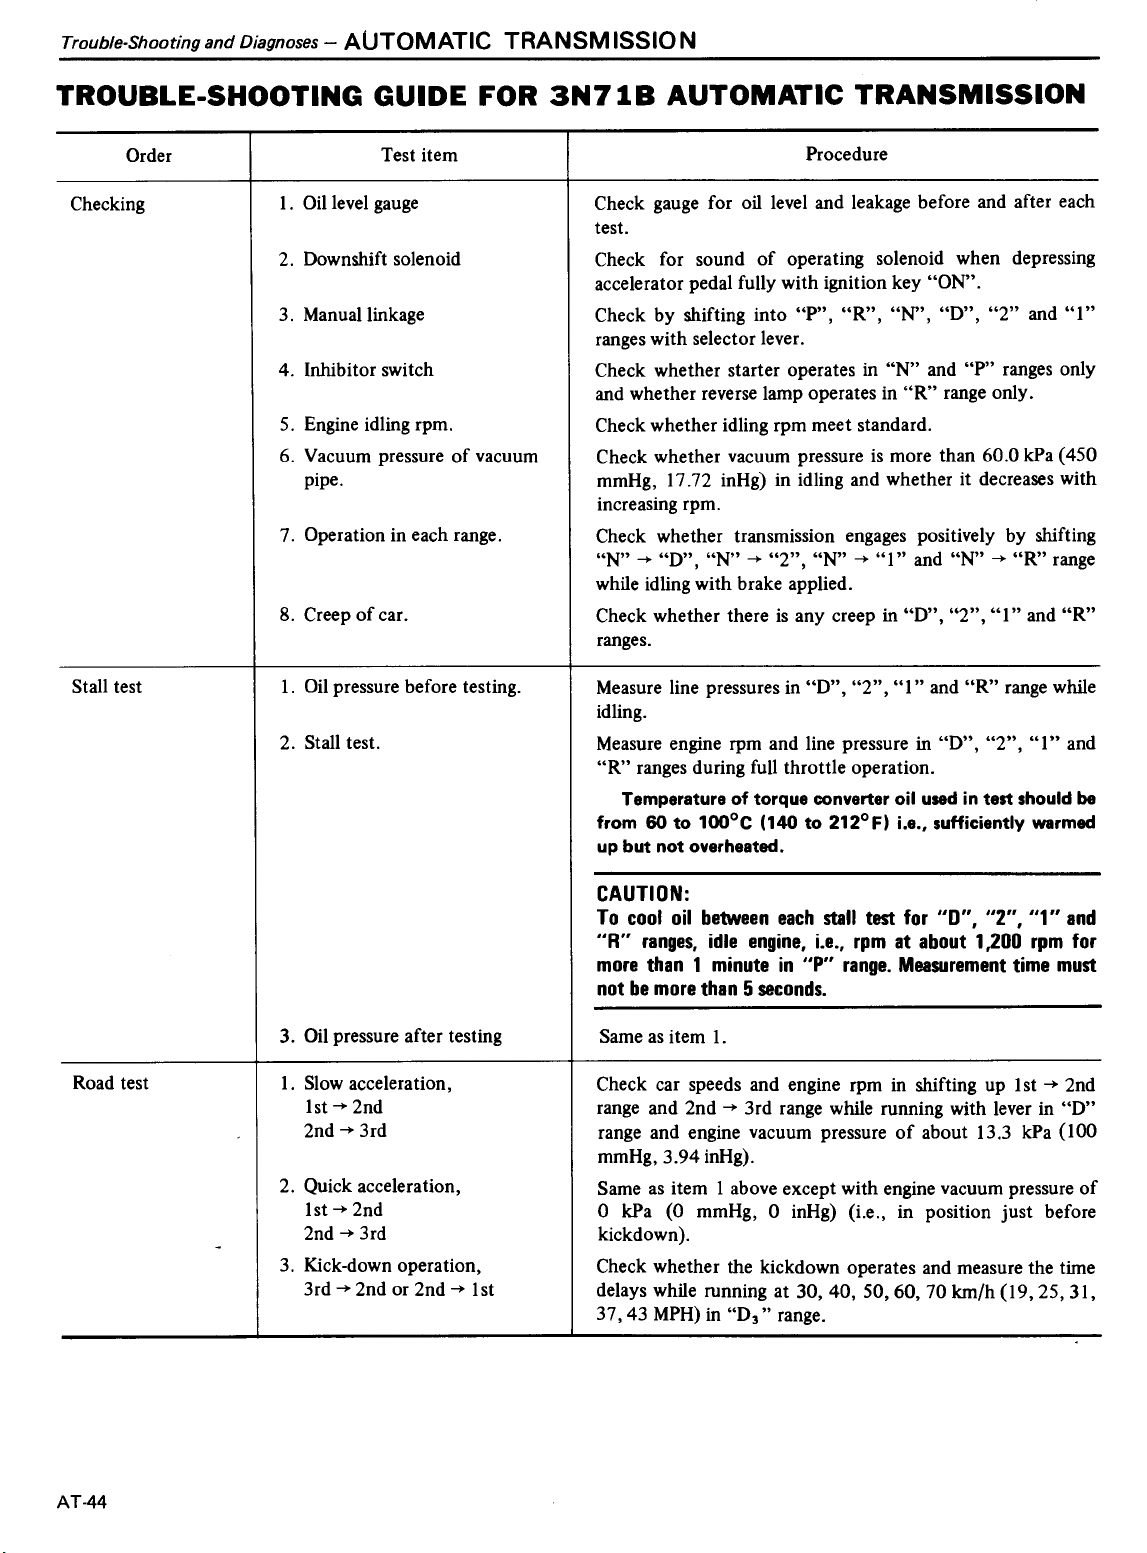 Trouble-Shooting and Diagnoses – AUTOMATIC TRANSMISSION
TROUBLE-SHOOTING GUIDE FOR 3N71B AUTOMATIC TRANSMISSION
Order Test item Procedure
Checking 1. Oil level gauge Check gauge for oil level and leakage before and after each
test.
2. Downshift solenoid Check for sound of operating solenoid when depressing
accelerator pedal fully with ignition key “ON”.
3. Manual linkage Check by shifting into “P”, “R”, “N”, “D”, “2” and “1”
ranges with selector lever.
4. Inhibitor switch Check whether starter operates in “N” and “P” ranges only
and whether reverse lamp operates in “R” range only.
5. Engine idling rpm. Check whether idling rpm meet standard.
6. Vacuum pressure of vacuum Check whether vacuum pressure is more than 60.0 kPa (450
pipe. mmHg, 17.72 inHg) in idling and whether it decreases with
increasing rpm.
7. Operation in each range. Check whether transmission engages positively by shifting
“N” → “D”, “N” → “2”, “N” → “1” and “N” → “R” range
while idling with brake applied.
8. Creep of car. Check whether there is any creep in “D”, “2”, “1” and “R”
ranges.
Stall test 1. Oil pressure before testing. Measure line pressures in “D”, “2”, “1” and “R” range while
idling.
2. Stall test. Measure engine rpm and line pressure in “D”, “2”, “1” and
“R” ranges during full throttle operation.
Temperature of torque converter oil used in test should be
from 60 to 100°C (140 to 212°F) i.e., sufficiently warmed
up but not overheated.
CAUTION:
To cool oil between each stall test for "D", "2", "1" and
"R" ranges, idle engine, i.e., rpm at about 1,200 rpm for
more than 1 minute in "P" range. Measurement time must
not be more than 5 seconds.
3. Oil pressure after testing Same as item 1.
Road test 1. Slow acceleration, Check car speeds and engine rpm in shifting up 1st → 2nd
1st → 2nd range and 2nd → 3rd range while running with lever in “D”
2nd → 3rd range and engine vacuum pressure of about 13.3 kPa (100
mmHg, 3.94 inHg).
2. Quick acceleration, Same as item 1 above except with engine vacuum pressure of
1st → 2nd 0 kPa (0 mmHg, 0 inHg) (i.e., in position just before
2nd → 3rd kickdown).
3. Kick-down operation, Check whether the kickdown operates and measure the time
3rd → 2nd or 2nd → 1st delays while running at 30, 40, 50, 60, 70 km/h (19, 25, 31,
37, 43 MPH) in “D₃” range.
AT-44